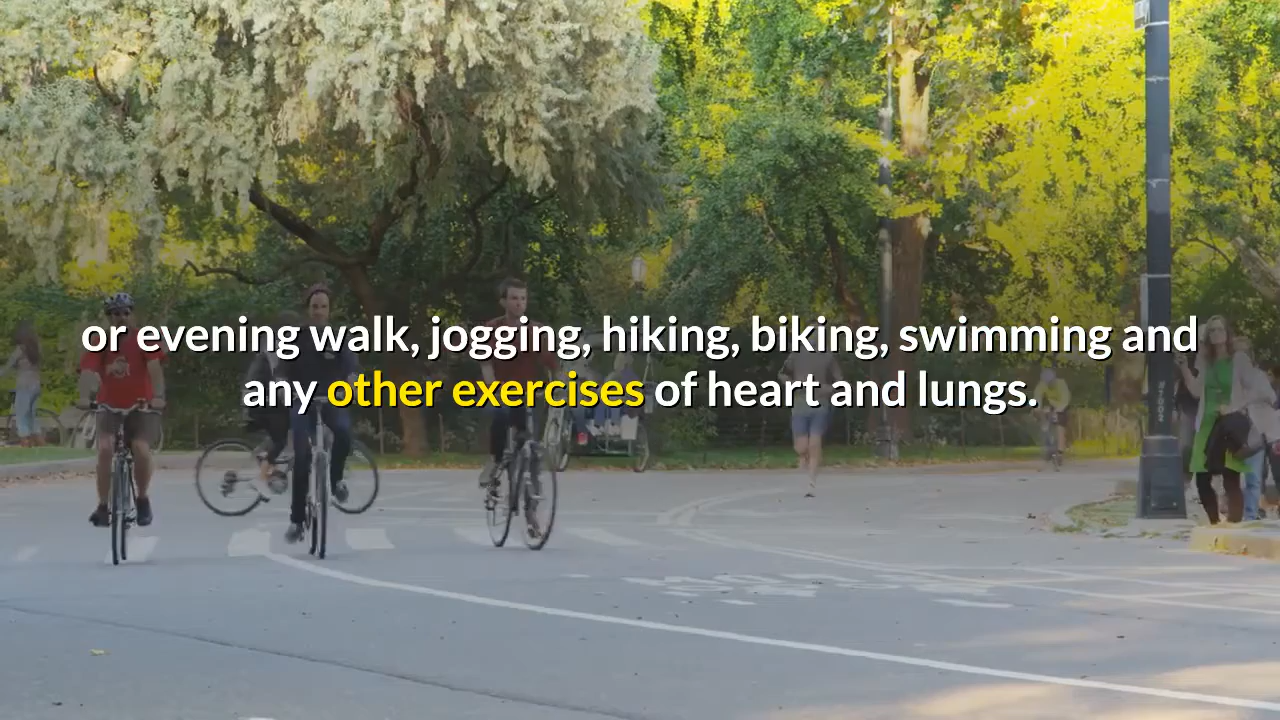 or evening walk, jogging, hiking, biking, swimming and
any other exercises of heart and lungs.